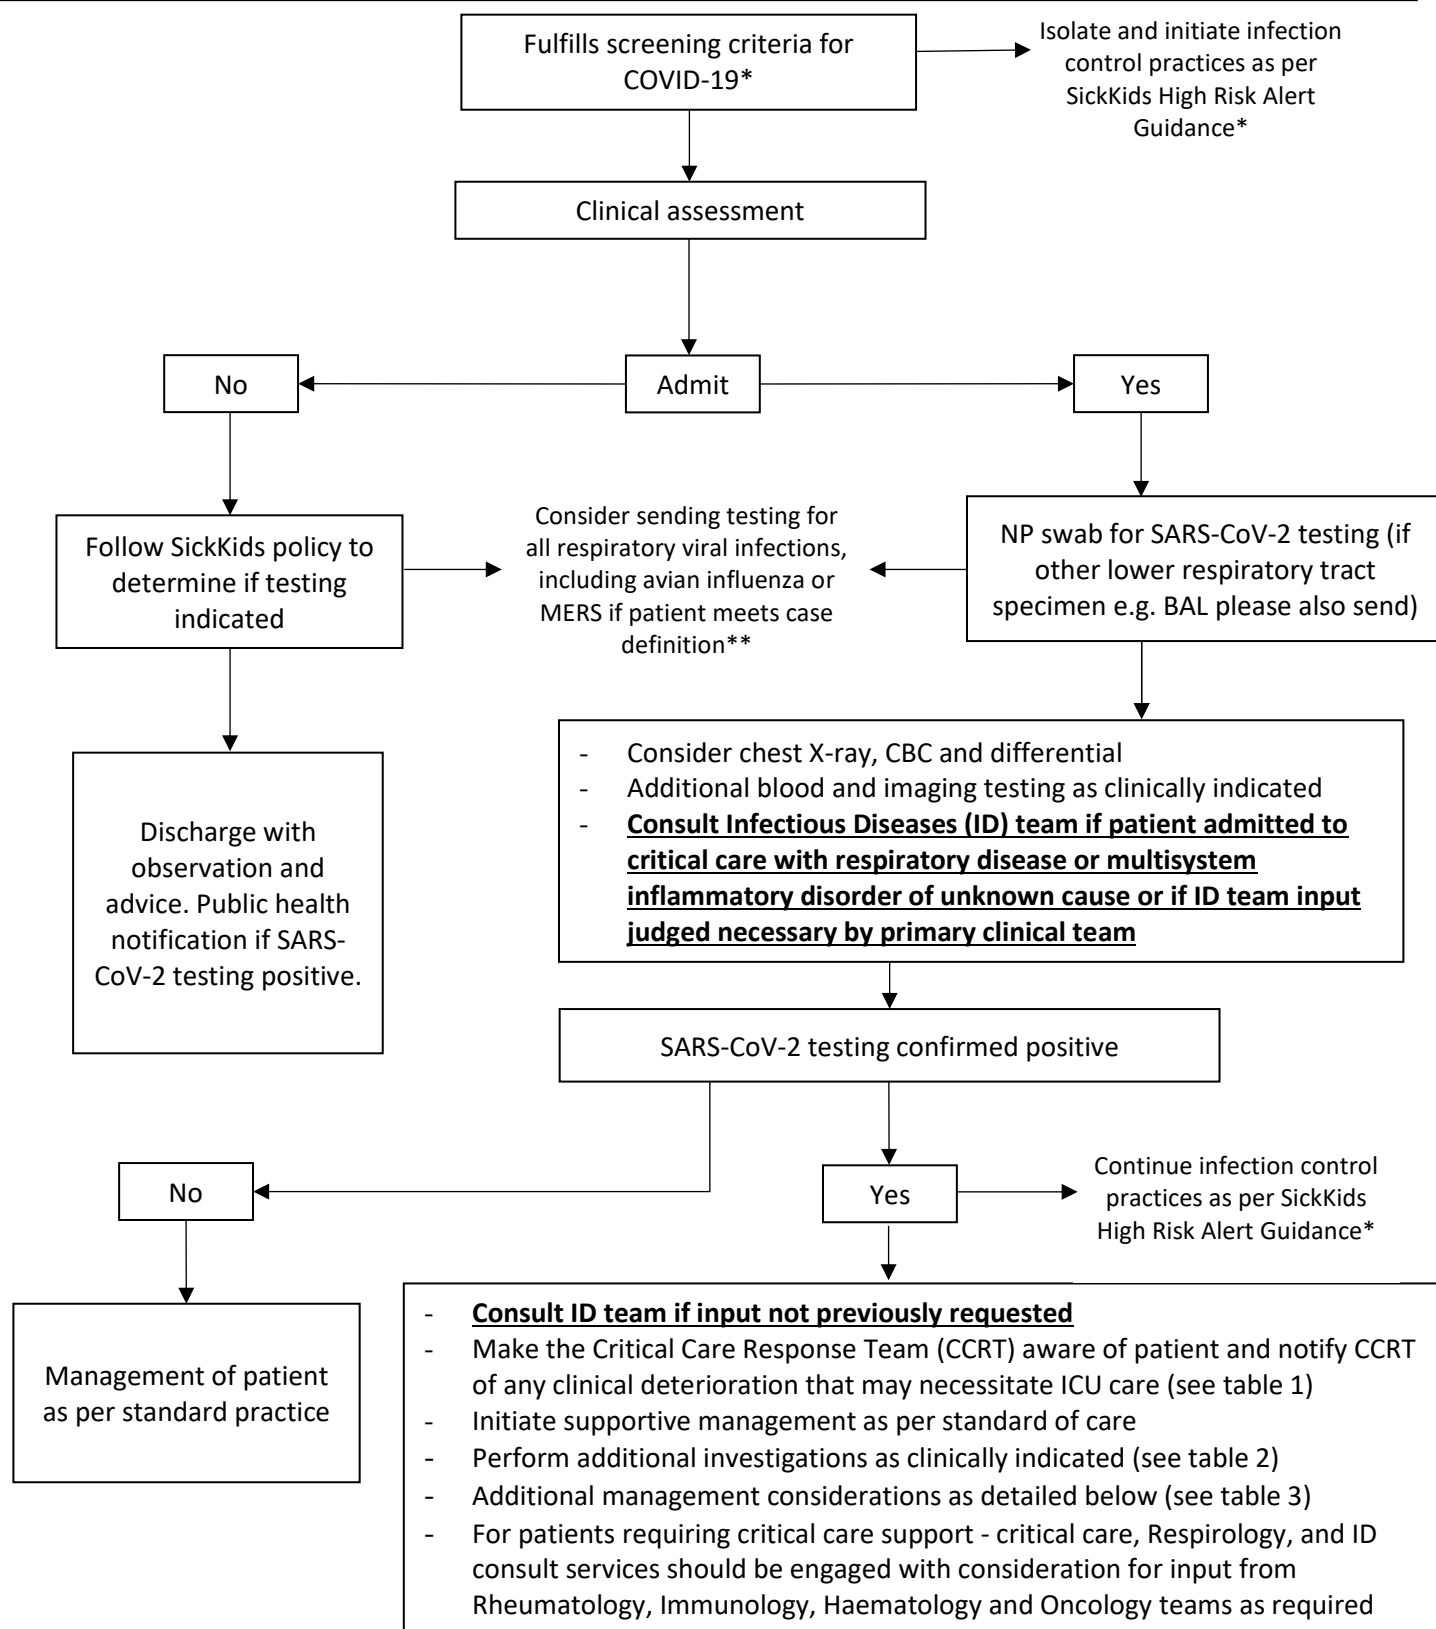 Fulfills screening criteria for
COVID-19*
Isolate and initiate infection
control practices as per
SickKids High Risk Alert
Guidance*
Clinical assessment
No
Admit
Yes
Follow SickKids policy to
determine if testing
indicated
Consider sending testing for
all respiratory viral infections,
including avian influenza or
MERS if patient meets case
definition**
NP swab for SARS-CoV-2 testing (if
other lower respiratory tract
specimen e.g. BAL please also send)
Discharge with
observation and
advice. Public health
notification if SARS-
CoV-2 testing positive.
- Consider chest X-ray, CBC and differential
- Additional blood and imaging testing as clinically indicated
- Consult Infectious Diseases (ID) team if patient admitted to
critical care with respiratory disease or multisystem
inflammatory disorder of unknown cause or if ID team input
judged necessary by primary clinical team
SARS-CoV-2 testing confirmed positive
No
Yes
Continue infection control
practices as per SickKids
High Risk Alert Guidance*
Management of patient
as per standard practice
- Consult ID team if input not previously requested
- Make the Critical Care Response Team (CCRT) aware of patient and notify CCRT
of any clinical deterioration that may necessitate ICU care (see table 1)
- Initiate supportive management as per standard of care
- Perform additional investigations as clinically indicated (see table 2)
- Additional management considerations as detailed below (see table 3)
- For patients requiring critical care support - critical care, Respirology, and ID
consult services should be engaged with consideration for input from
Rheumatology, Immunology, Haematology and Oncology teams as required